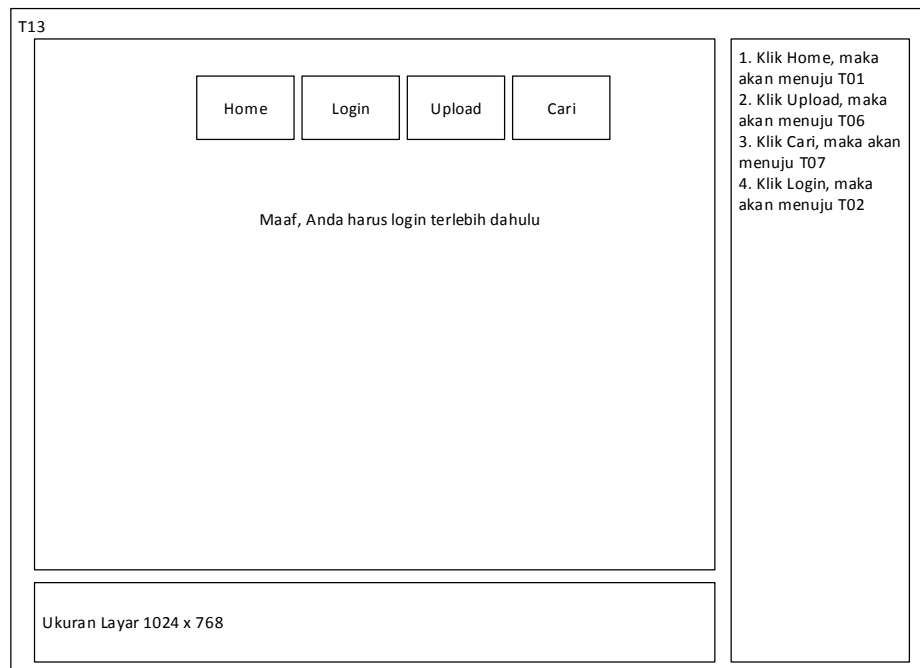 T13
Home Login Upload Cari
Maaf, Anda harus login terlebih dahulu
Ukuran Layar 1024 x 768
1. Klik Home, maka
akan menuju T01
2. Klik Upload, maka
akan menuju T06
3. Klik Cari, maka akan
menuju T07
4. Klik Login, maka
akan menuju T02